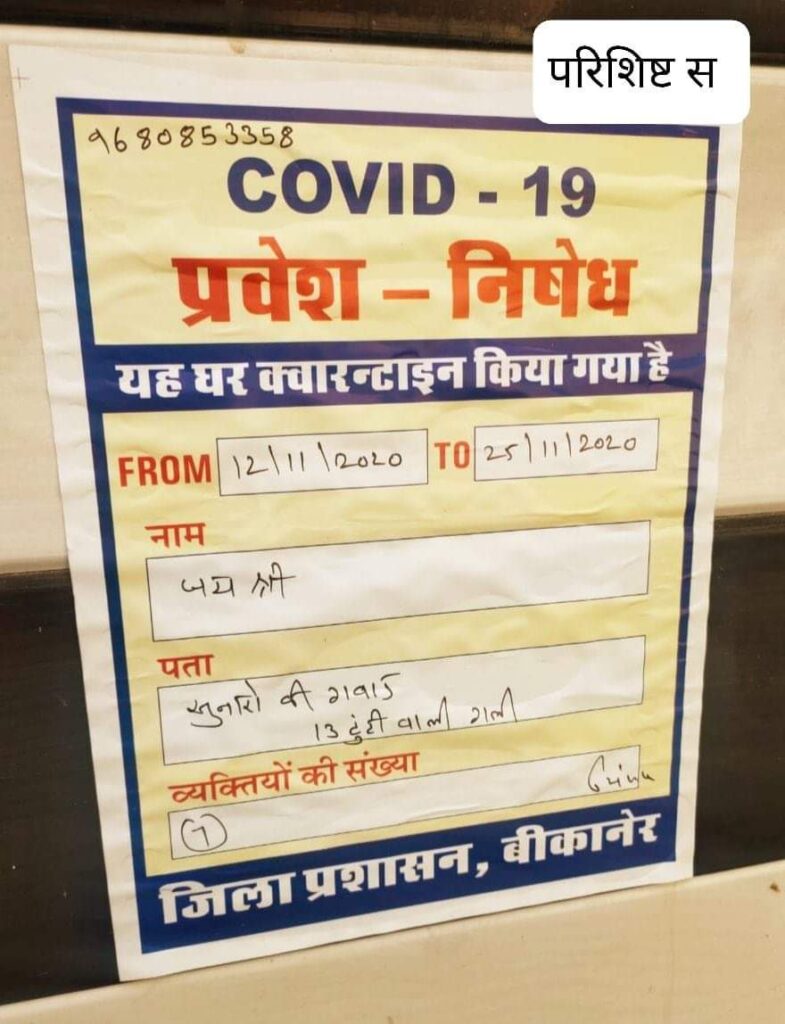 परिशिष्ट स
9680853358
COVID - 19
प्रवेश – निषेध
यह घर क्वारन्टाइन किया गया है
FROM 12/11/2020 TO 25/11/2020
नाम
जय श्री
पता
सुनारो की गवाड
13 टुंटी वाली गली
व्यक्तियों की संख्या
7
जिला प्रशासन, बीकानेर